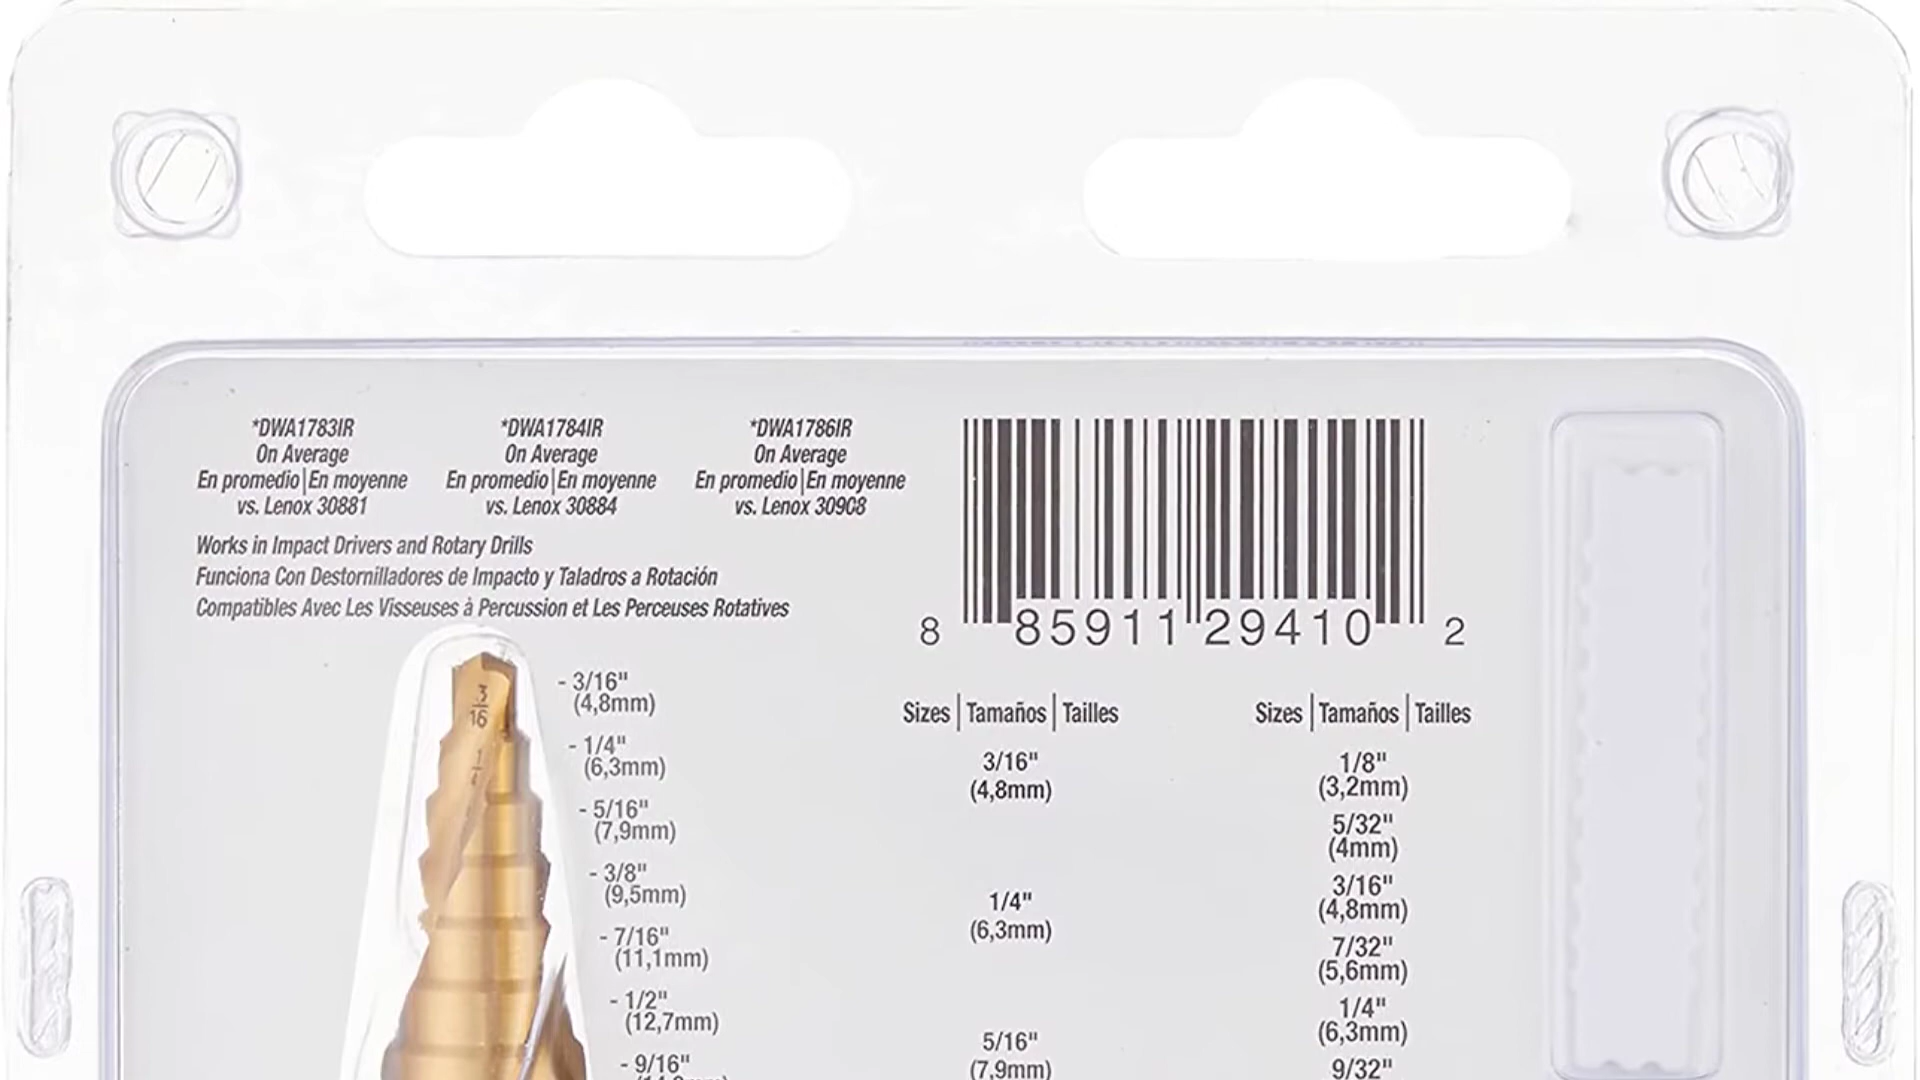 *DWA1783IR
On Average
En promedio|En moyenne
vs. Lenox 30881
*DWA1784IR
On Average
En promedio|En moyenne
vs. Lenox 30884
*DWA1786IR
On Average
En promedio|En moyenne
vs. Lenox 30908
Works in Impact Drivers and Rotary Drills
Funciona Con Destornilladores de Impacto y Taladros a Rotación
Compatibles Avec Les Visseuses à Percussion et Les Perceuses Rotatives
8 85911 29410 2
3/16
1/4
- 3/16"
(4,8mm)
- 1/4"
(6,3mm)
- 5/16"
(7,9mm)
- 3/8"
(9,5mm)
- 7/16"
(11,1mm)
- 1/2"
(12,7mm)
- 9/16"
Sizes | Tamaños | Tailles
3/16"
(4,8mm)
1/4"
(6,3mm)
5/16"
(7,9mm)
Sizes | Tamaños | Tailles
1/8"
(3,2mm)
5/32"
(4mm)
3/16"
(4,8mm)
7/32"
(5,6mm)
1/4"
(6,3mm)
9/32"